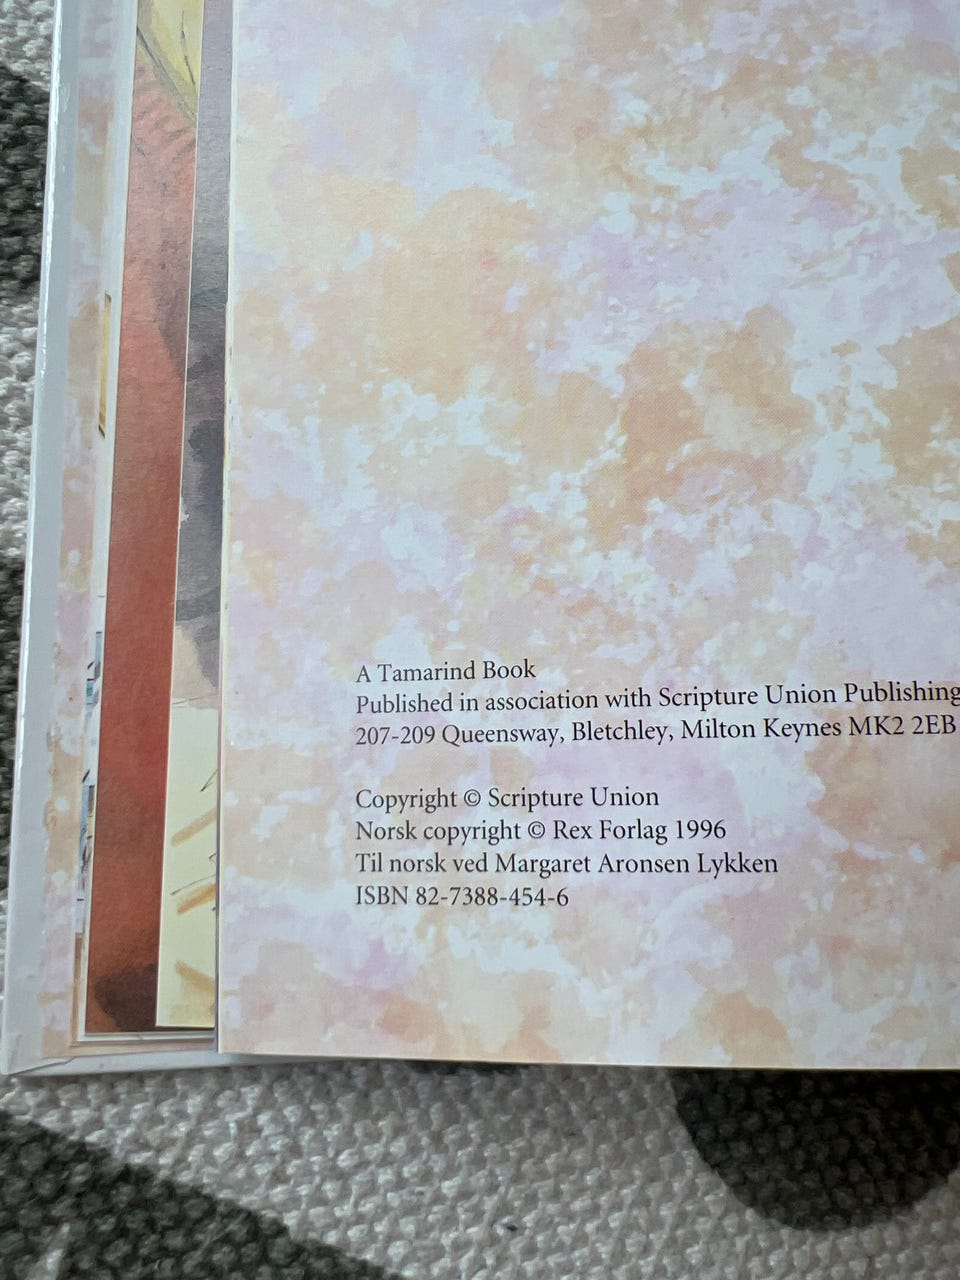 A Tamarind Book
Published in association with Scripture Union Publishing
207-209 Queensway, Bletchley, Milton Keynes MK2 2EB
Copyright © Scripture Union
Norsk copyright © Rex Forlag 1996
Til norsk ved Margaret Aronsen Lykken
ISBN 82-7388-454-6